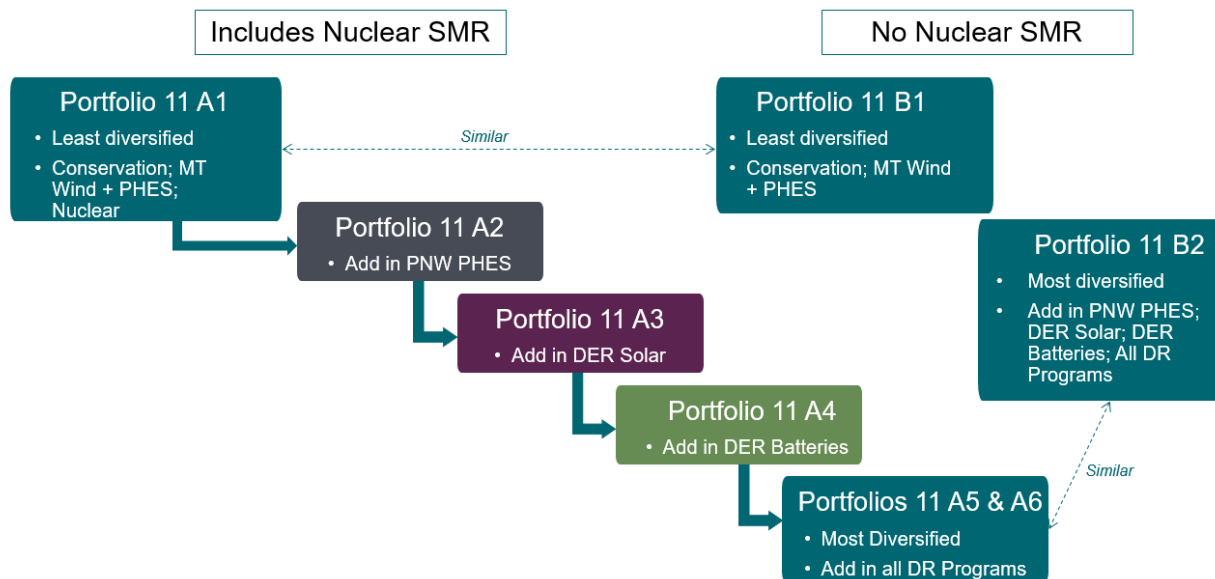 Includes Nuclear SMR
No Nuclear SMR
Portfolio 11 A1
• Least diversified
• Conservation; MT
Wind + PHES;
Nuclear
Similar
Portfolio 11 B1
• Least diversified
• Conservation; MT Wind
+ PHES
Portfolio 11 A2
• Add in PNW PHES
Portfolio 11 B2
• Most diversified
• Add in PNW PHES;
DER Solar; DER
Batteries; All DR
Programs
Portfolio 11 A3
• Add in DER Solar
Portfolio 11 A4
• Add in DER Batteries
Similar
Portfolios 11 A5 & A6
• Most Diversified
• Add in all DR Programs